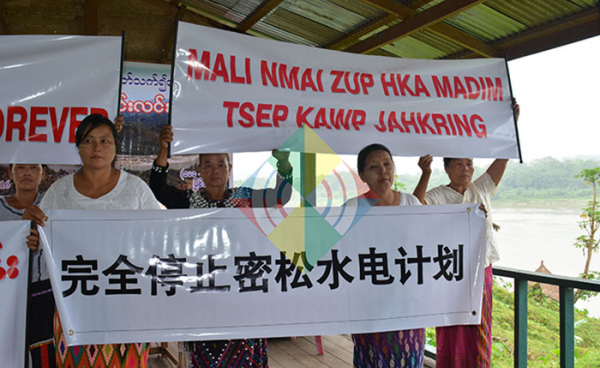 MALI NMAI ZUP HKA MADIM
TSEP KAWP JAHKRING
OREVER
完全停止密松水电计划